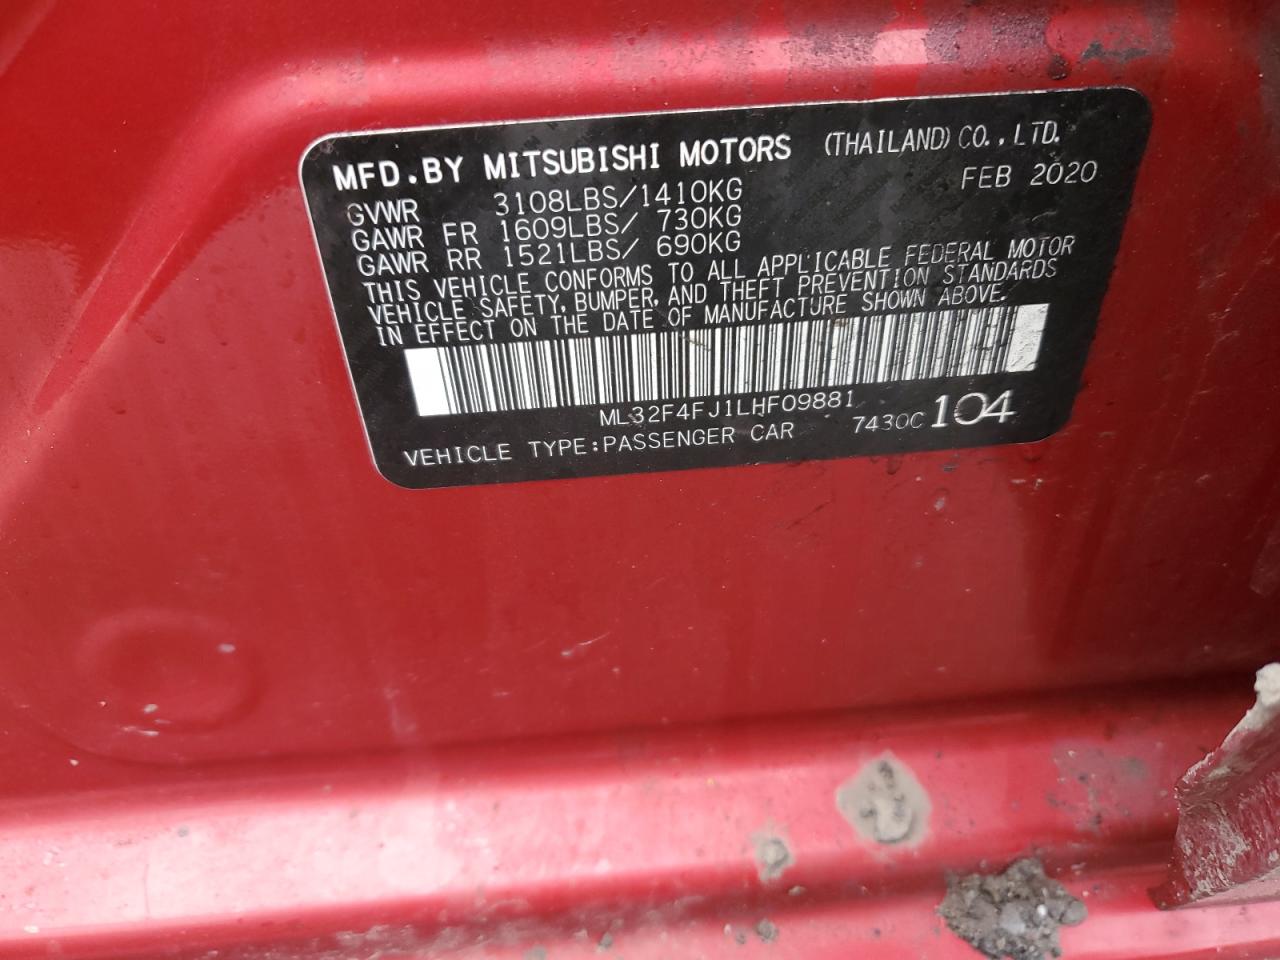 MFD.BY MITSUBISHI MOTORS (THAILAND) CO., LTD.
FEB 2020
GVWR 3108LBS/1410KG
GAWR FR 1609LBS/ 730KG
GAWR RR 1521LBS/ 690KG
THIS VEHICLE CONFORMS TO ALL APPLICABLE FEDERAL MOTOR
VEHICLE SAFETY, BUMPER, AND THEFT PREVENTION STANDARDS
IN EFFECT ON THE DATE OF MANUFACTURE SHOWN ABOVE.
ML32F4FJ1LHF09881
VEHICLE TYPE:PASSENGER CAR 7430C 104